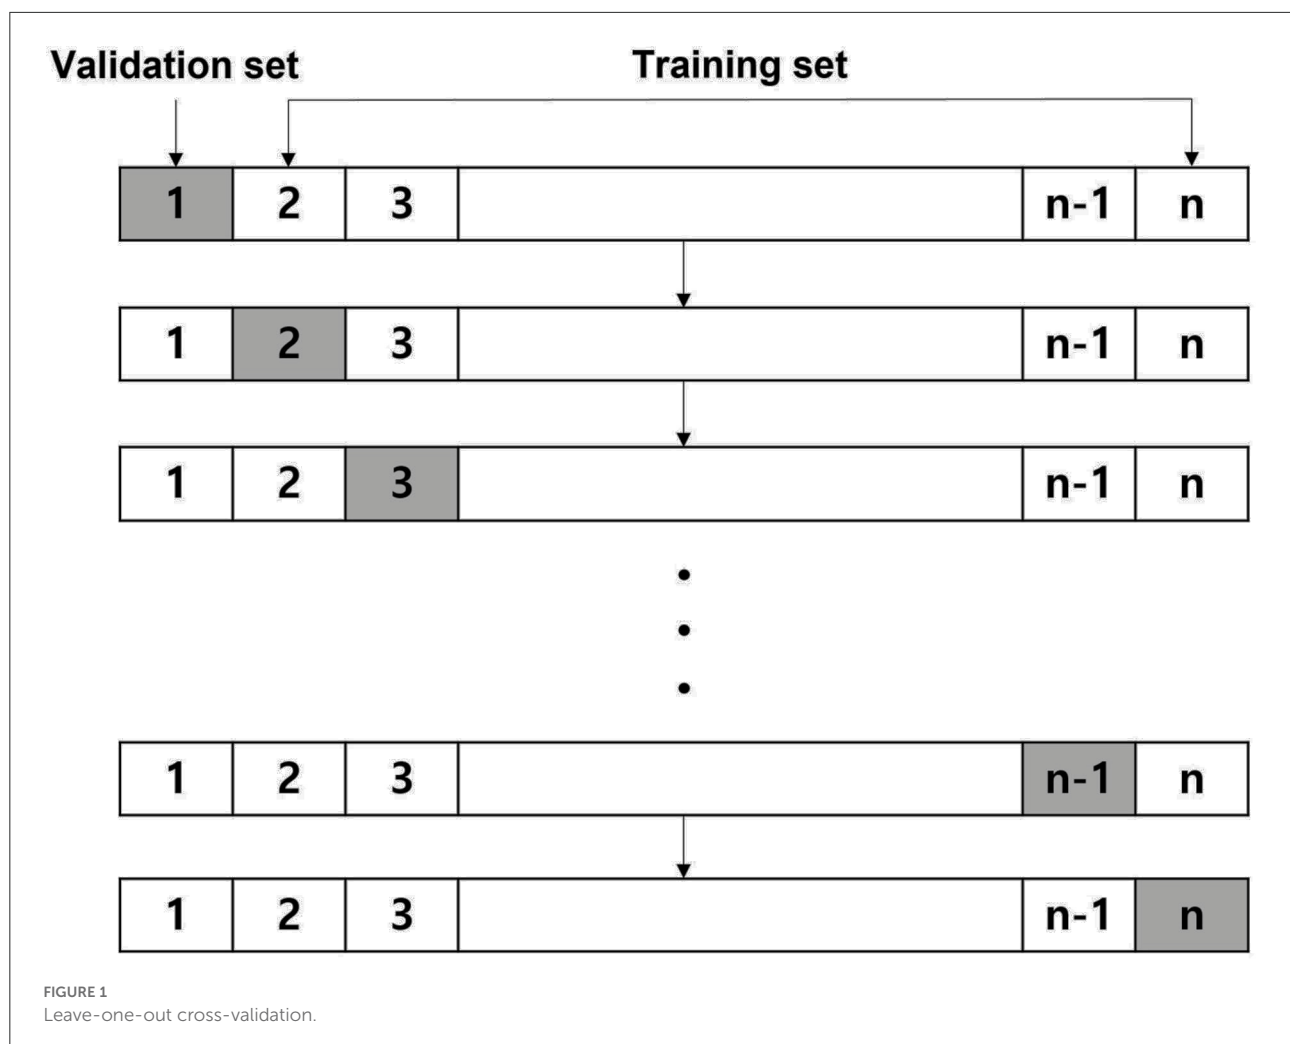 Validation set Training set
1 2 3 n-1 n
1 2 3 n-1 n
1 2 3 n-1 n
1 2 3 n-1 n
1 2 3 n-1 n
FIGURE 1
Leave-one-out cross-validation.